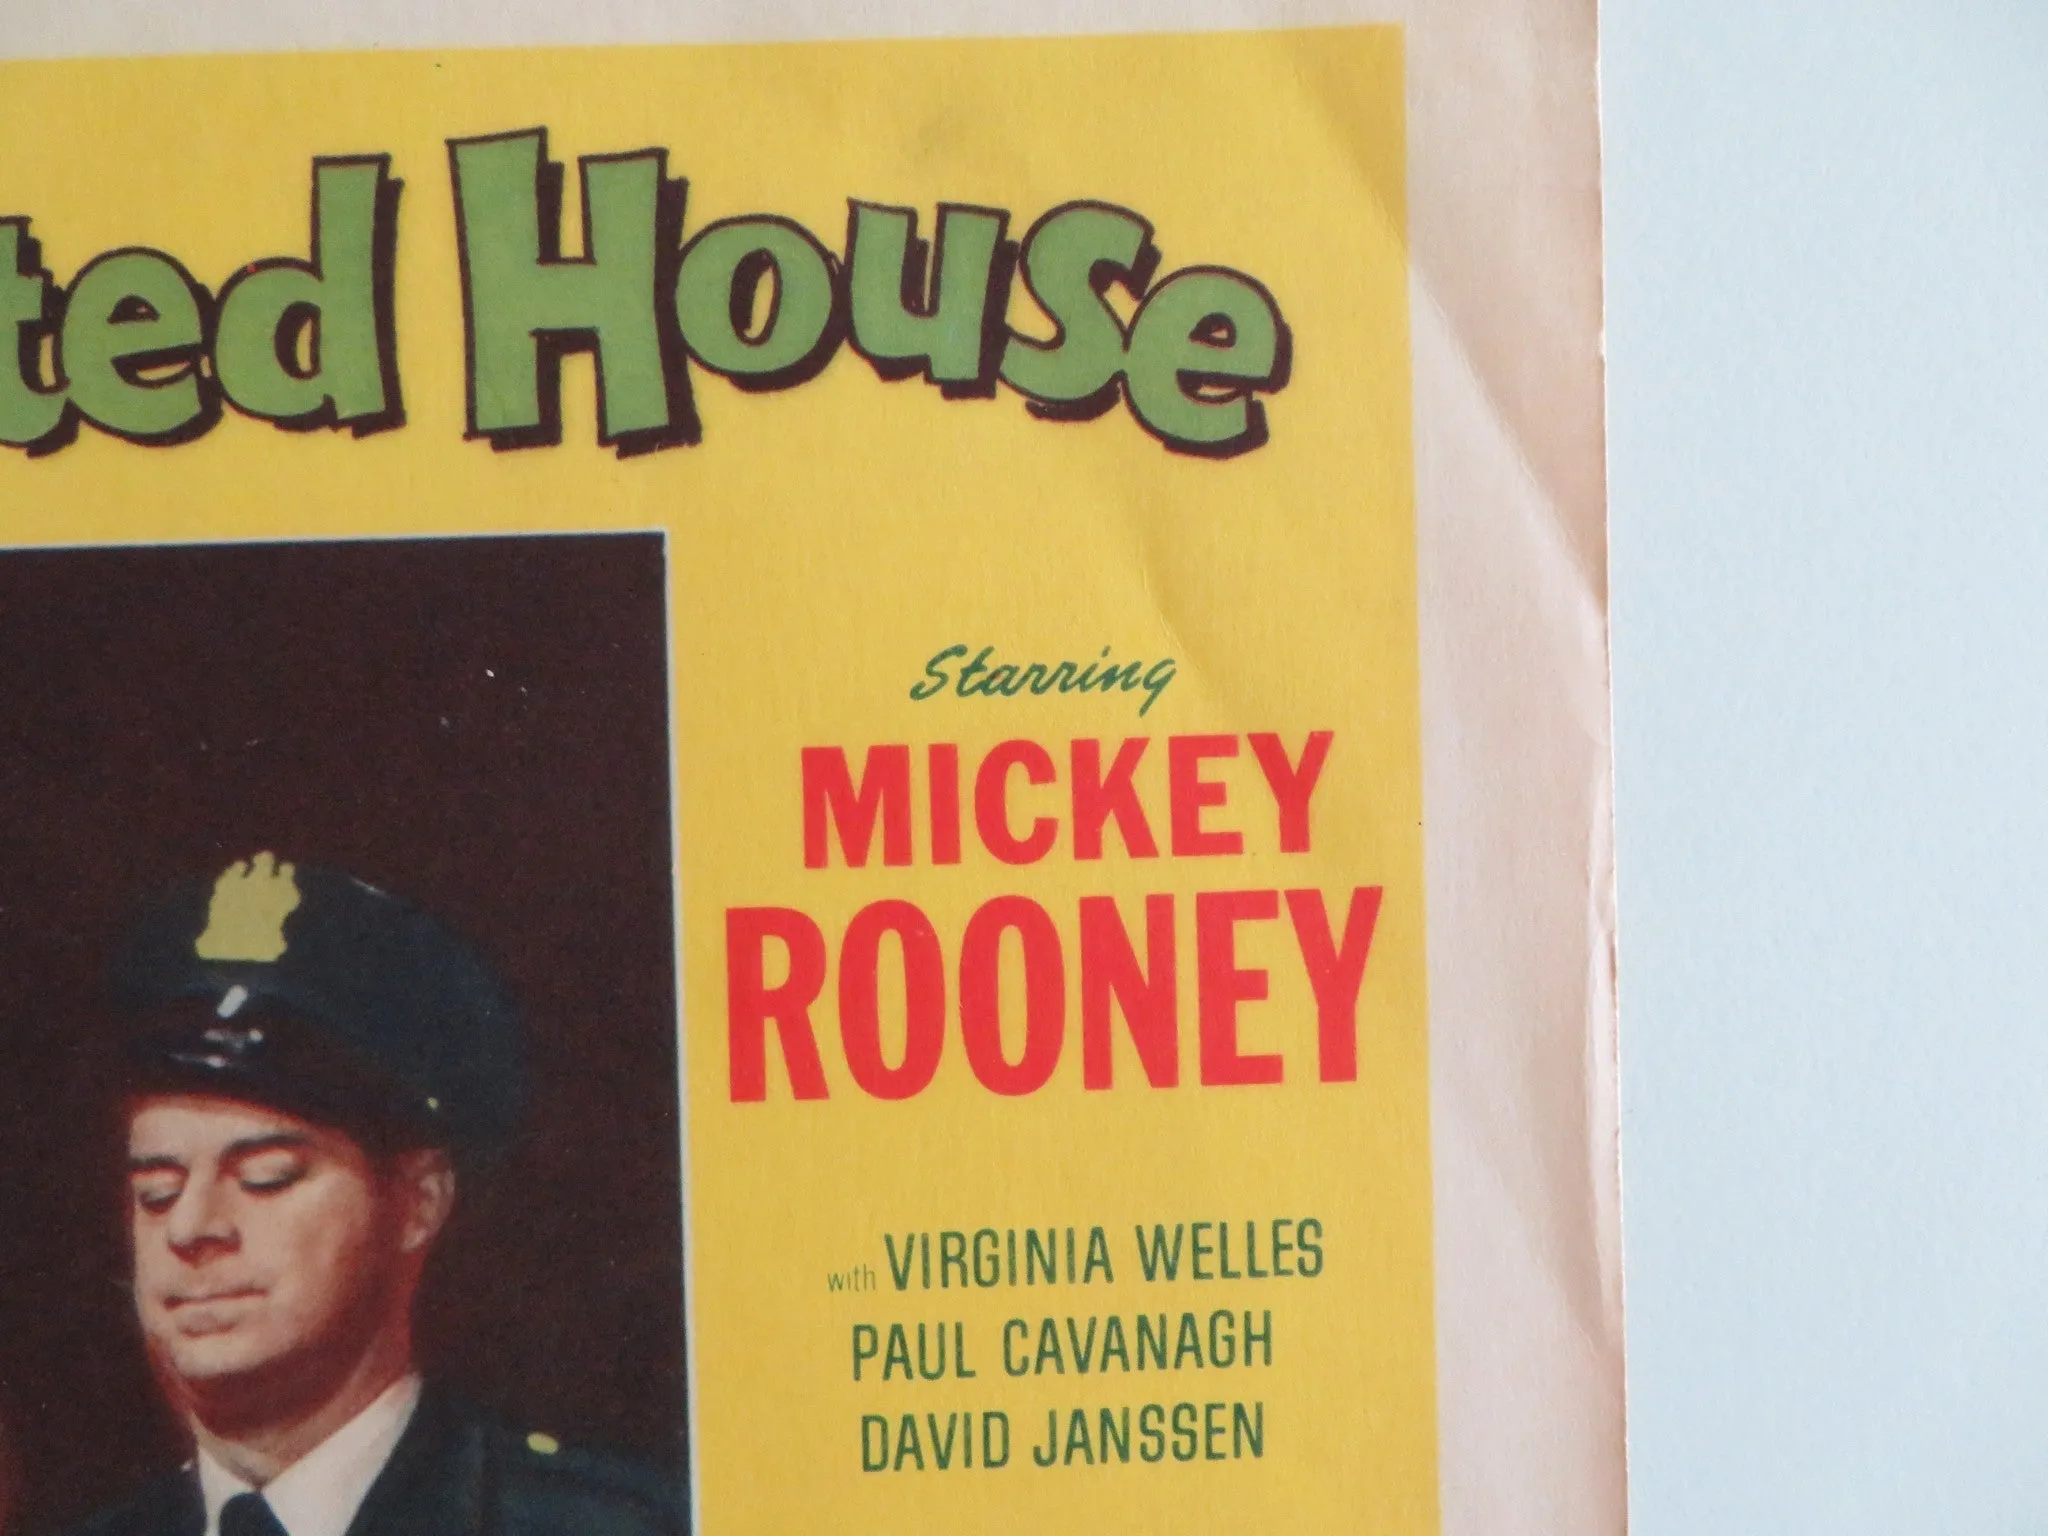 ted House
Starring
MICKEY
ROONEY
with VIRGINIA WELLES
PAUL CAVANAGH
DAVID JANSSEN